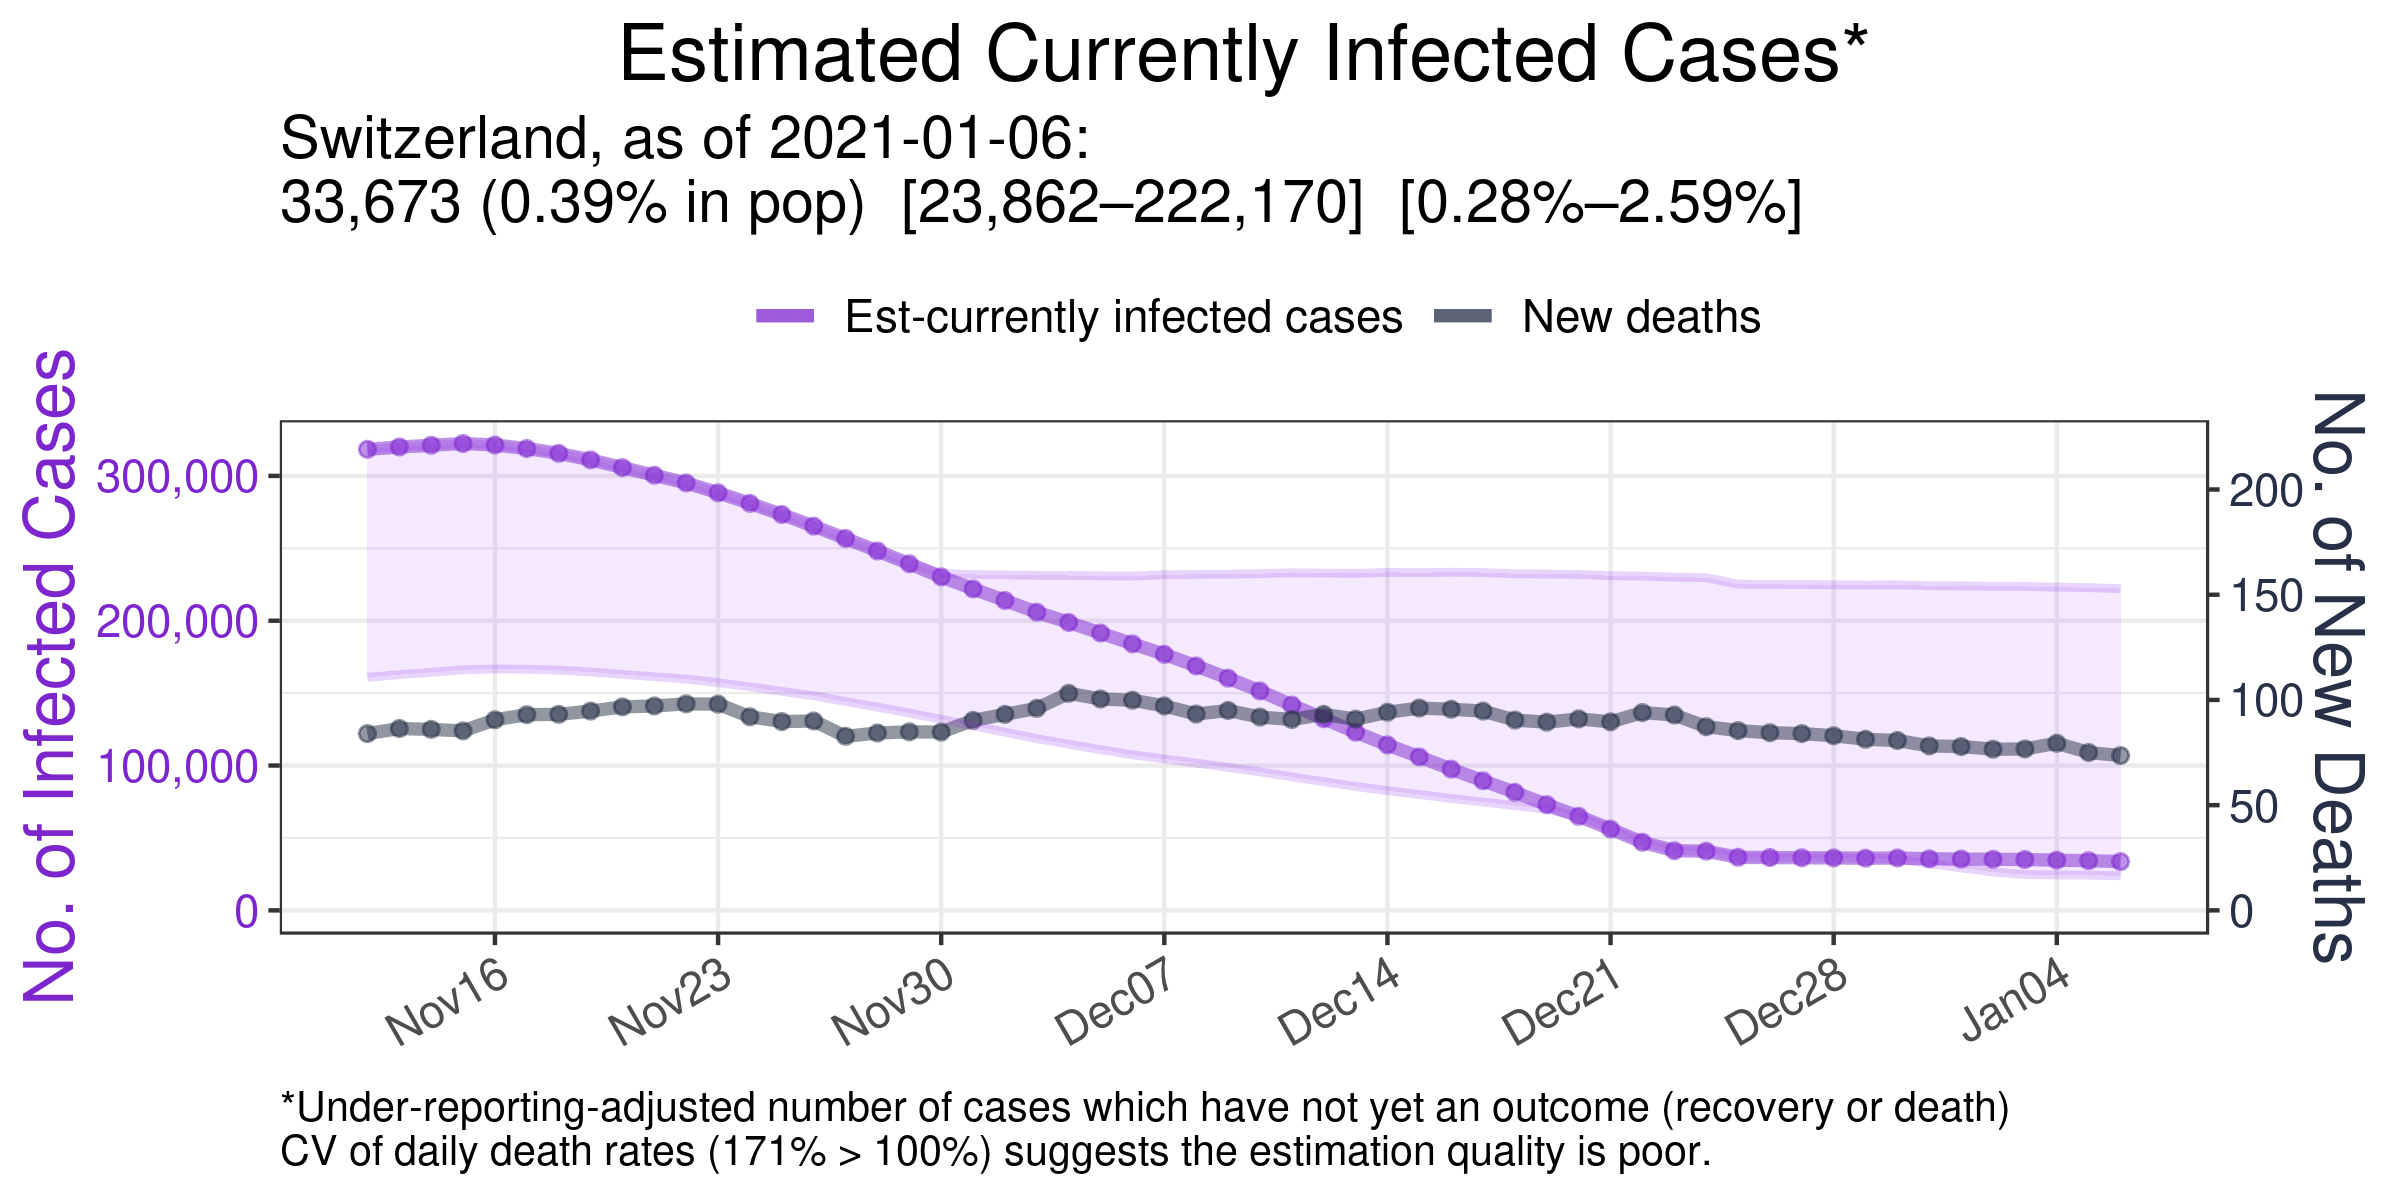 Estimated Currently Infected Cases*
Switzerland, as of 2021-01-06:
33,673 (0.39% in pop)  [23,862–222,170]  [0.28%–2.59%]
Est-currently infected cases
New deaths
No. of Infected Cases
300,000
200,000
100,000
0
200
150
100
50
0
No. of New Deaths
Nov16
Nov23
Nov30
Dec07
Dec14
Dec21
Dec28
Jan04
*Under-reporting-adjusted number of cases which have not yet an outcome (recovery or death)
CV of daily death rates (171% > 100%) suggests the estimation quality is poor.